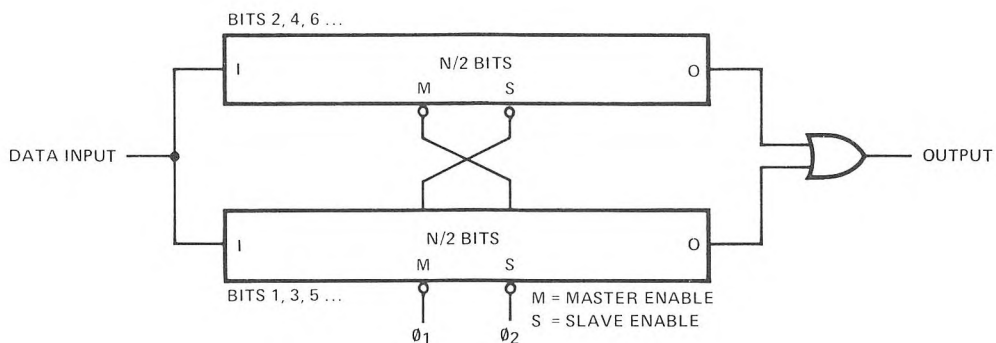 BITS 2, 4, 6 ...
I
N/2 BITS
O
M
S
DATA INPUT
OUTPUT
I
N/2 BITS
O
M
S
BITS 1, 3, 5 ...
M = MASTER ENABLE
S = SLAVE ENABLE
Ø1
Ø2